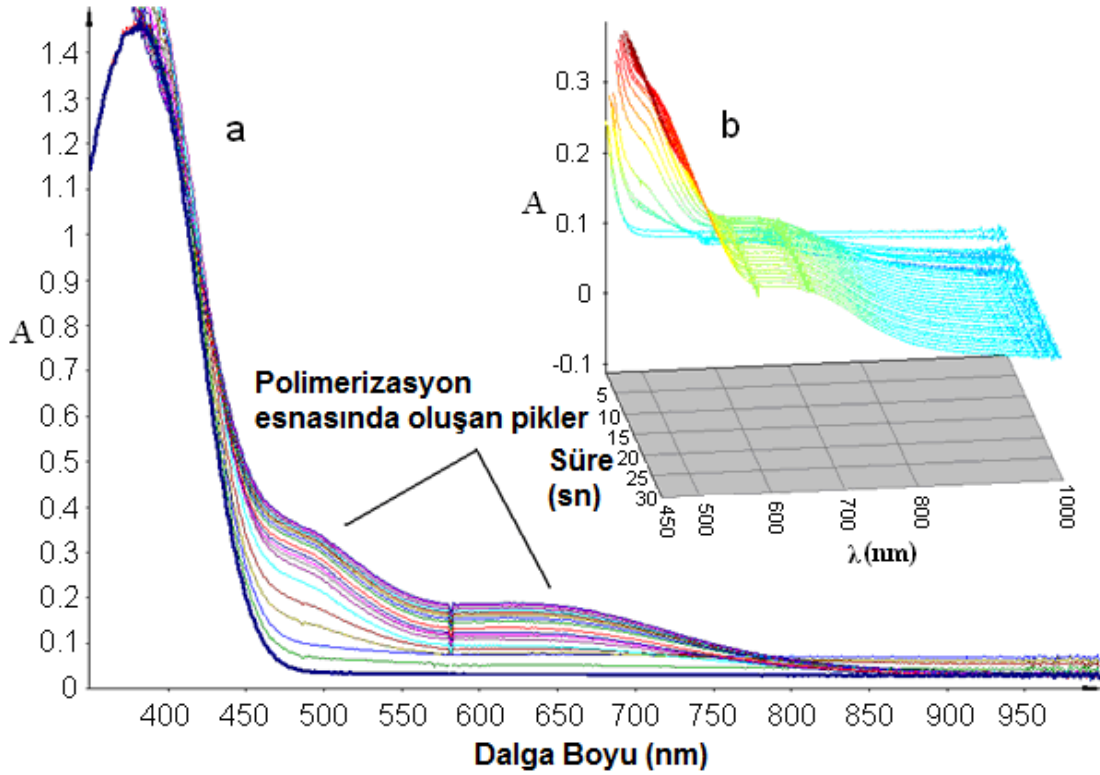 1.4
1.3
1.2
1.1
1
0.9
0.8
0.7
0.6
0.5
0.4
0.3
0.2
0.1
0
A
a
Polimerizasyon
esnasında oluşan pikler
400 450 500 550 600 650 700 750 800 850 900 950
Dalga Boyu (nm)
b
0.3
0.2
0.1
0
-0.1
A
5
10
15
20
25
30
Süre
(sn)
450 500 600 700 800 1000
λ(nm)